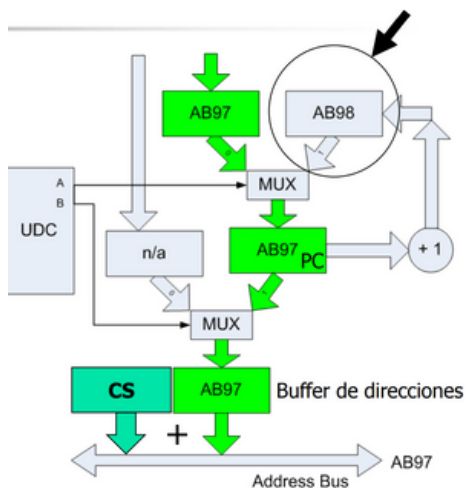 AB97
AB98
A
B
UDC
MUX
n/a
AB97
PC
+ 1
MUX
CS
+
AB97
Buffer de direcciones
AB97
Address Bus